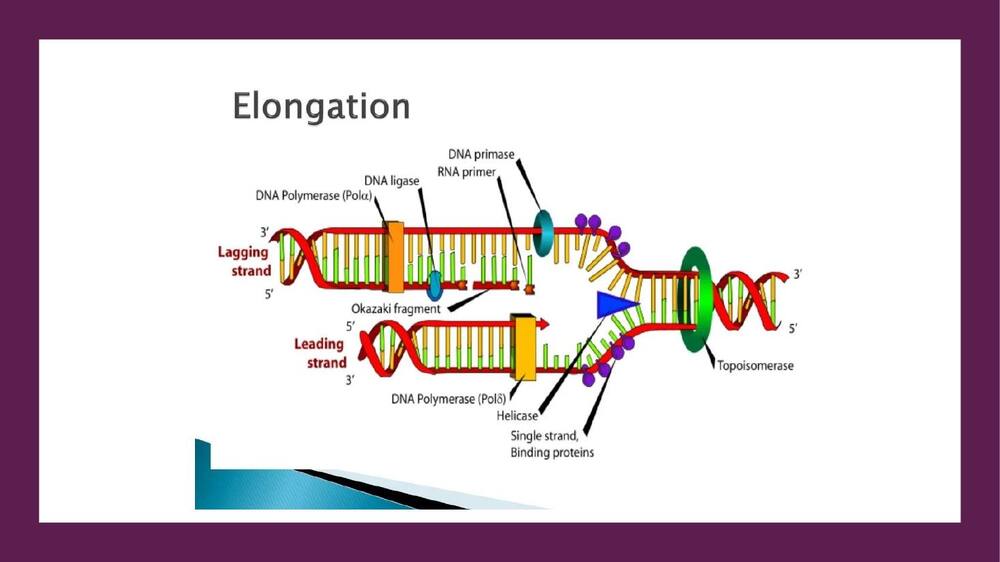 Elongation
DNA primase
RNA primer
DNA ligase
DNA Polymerase (Polα)
3'
Lagging
strand
5'
3'
5'
Okazaki fragment
5'
Leading
strand
3'
Topoisomerase
DNA Polymerase (Polδ)
Helicase
Single strand,
Binding proteins